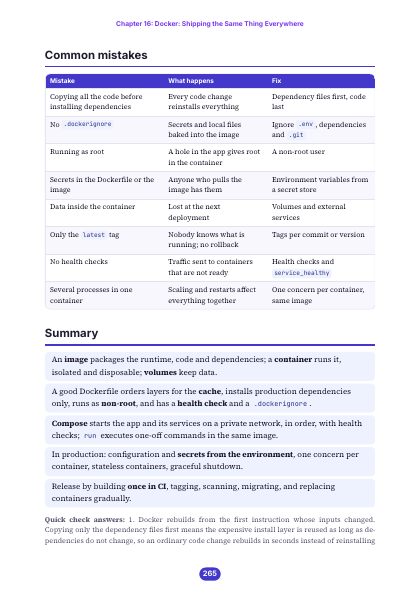 Chapter 16: Docker: Shipping the Same Thing Everywhere
Common mistakes
Mistake What happens Fix
Copying all the code before Every code change Dependency files first, code
installing dependencies reinstalls everything last
No .dockerignore Secrets and local files Ignore .env, dependencies
baked into the image and .git
Running as root A hole in the app gives root A non-root user
in the container
Secrets in the Dockerfile or the Anyone who pulls the Environment variables from
image image has them a secret store
Data inside the container Lost at the next Volumes and external
deployment services
Only the latest tag Nobody knows what is Tags per commit or version
running; no rollback
No health checks Traffic sent to containers Health checks and
that are not ready service_healthy
Several processes in one Scaling and restarts affect One concern per container,
container everything together same image
Summary
An image packages the runtime, code and dependencies; a container runs it,
isolated and disposable; volumes keep data.
A good Dockerfile orders layers for the cache, installs production dependencies
only, runs as non-root, and has a health check and a .dockerignore.
Compose starts the app and its services on a private network, in order, with health
checks; run executes one-off commands in the same image.
In production: configuration and secrets from the environment, one concern per
container, stateless containers, graceful shutdown.
Release by building once in CI, tagging, scanning, migrating, and replacing
containers gradually.
Quick check answers: 1. Docker rebuilds from the first instruction whose inputs changed.
Copying only the dependency files first means the expensive install layer is reused as long as de-
pendencies do not change, so an ordinary code change rebuilds in seconds instead of reinstalling
265